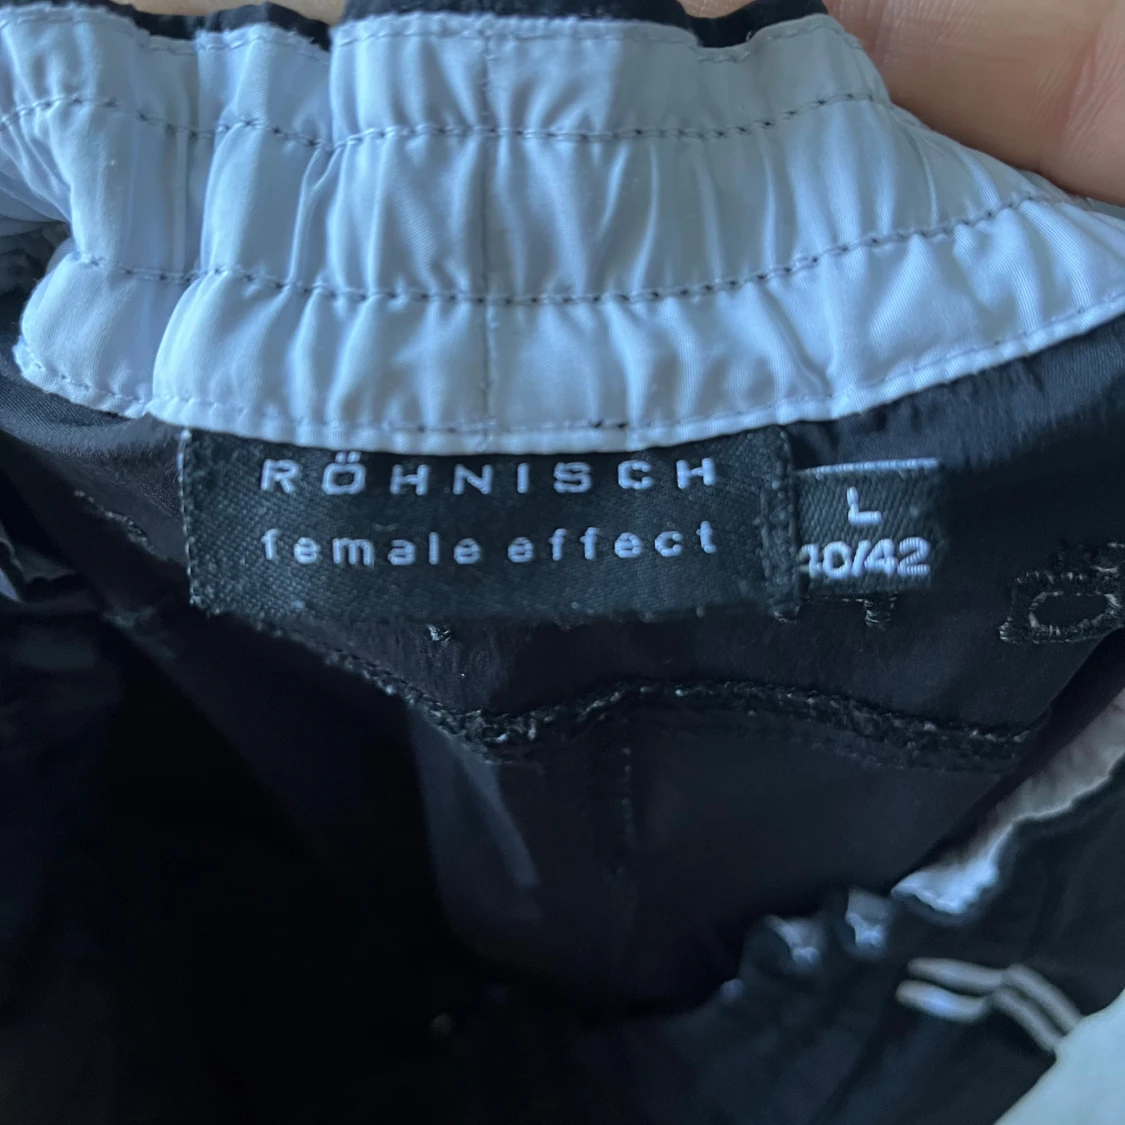 RÖHNISCH
female effect
L
40/42